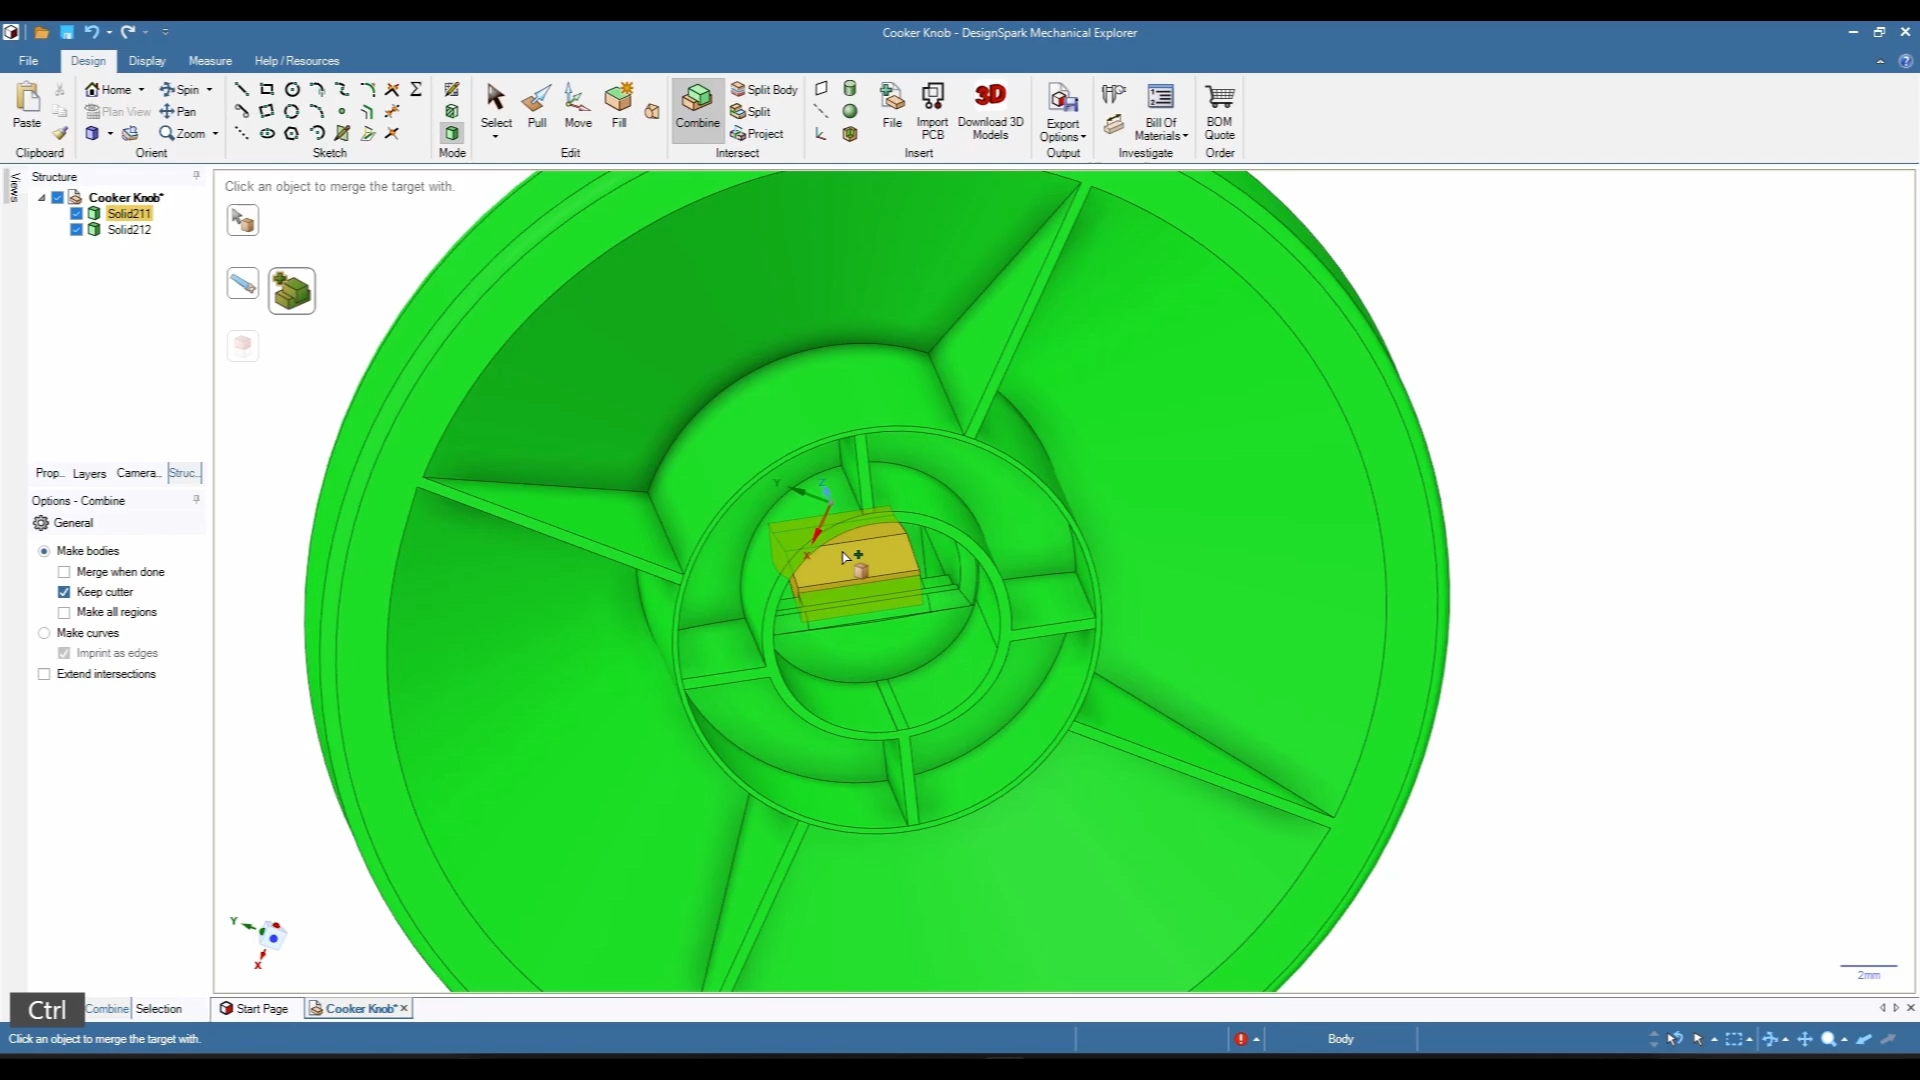 Cooker Knob - DesignSpark Mechanical Explorer
File Design Display Measure Help / Resources
Paste
Clipboard
Home Spin
Plan View Pan
Zoom
Orient
Sketch
Mode
Select Pull Move Fill
Edit
Combine
Split Body
Split
Project
Intersect
File Import PCB Download 3D Models
3D
Insert
Export Options
Output
Bill Of Materials
Investigate
BOM Quote
Order
Views
Structure
Cooker Knob*
Solid211
Solid212
Click an object to merge the target with.
Prop... Layers Camera... Struc...
Options - Combine
General
Make bodies
Merge when done
Keep cutter
Make all regions
Make curves
Imprint as edges
Extend intersections
Y Z
X
Y
X
2mm
Ctrl
Combine Selection Start Page Cooker Knob*
Click an object to merge the target with. Body